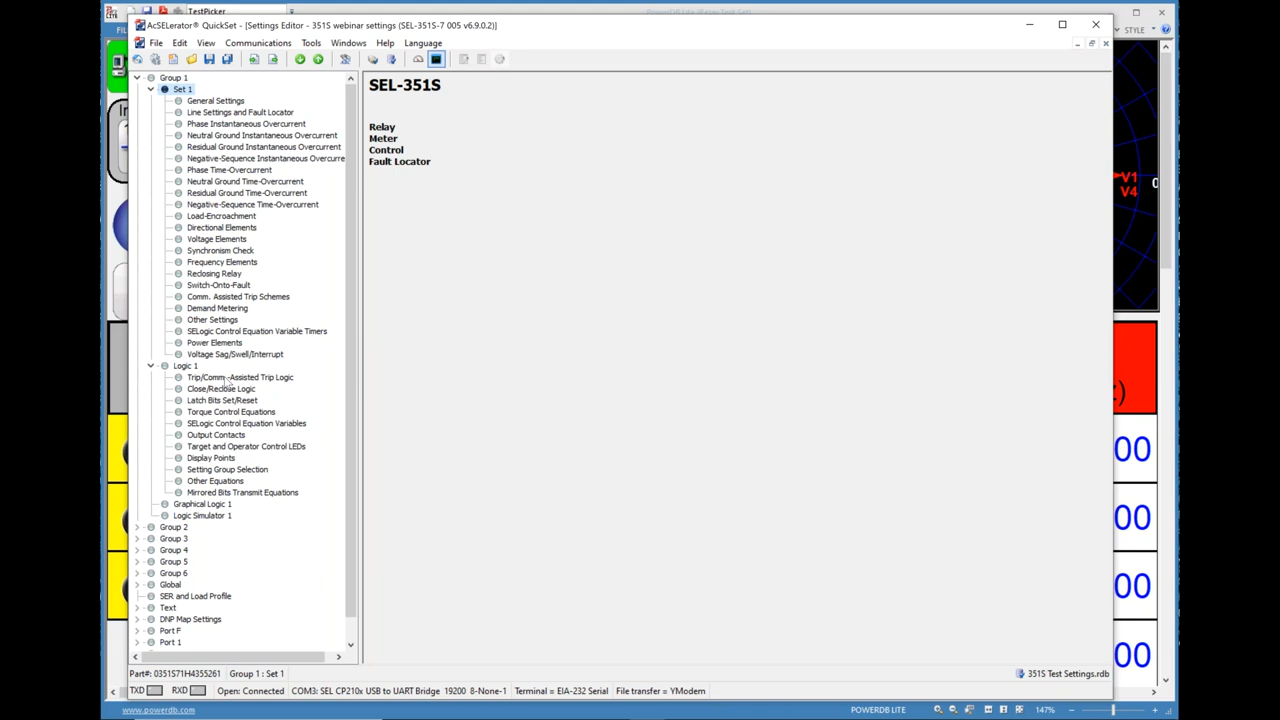 TestPicker
PowerDB Lite (Relay Test Set)
FIL
STYLE
AcSELerator® QuickSet - [Settings Editor - 351S webinar settings (SEL-351S-7 005 v6.9.0.2)]
File Edit View Communications Tools Windows Help Language
Group 1
Set 1
General Settings
Line Settings and Fault Locator
Phase Instantaneous Overcurrent
Neutral Ground Instantaneous Overcurrent
Residual Ground Instantaneous Overcurrent
Negative-Sequence Instantaneous Overcurre
Phase Time-Overcurrent
Neutral Ground Time-Overcurrent
Residual Ground Time-Overcurrent
Negative-Sequence Time-Overcurrent
Load-Encroachment
Directional Elements
Voltage Elements
Synchronism Check
Frequency Elements
Reclosing Relay
Switch-Onto-Fault
Comm. Assisted Trip Schemes
Demand Metering
Other Settings
SELogic Control Equation Variable Timers
Power Elements
Voltage Sag/Swell/Interrupt
Logic 1
Trip/Comm.-Assisted Trip Logic
Close/Reclose Logic
Latch Bits Set/Reset
Torque Control Equations
SELogic Control Equation Variables
Output Contacts
Target and Operator Control LEDs
Display Points
Setting Group Selection
Other Equations
Mirrored Bits Transmit Equations
Graphical Logic 1
Logic Simulator 1
Group 2
Group 3
Group 4
Group 5
Group 6
Global
SER and Load Profile
Text
DNP Map Settings
Port F
Port 1
SEL-351S
Relay
Meter
Control
Fault Locator
V1
V4
0
00
00
00
00
Part#: 0351S71H4355261 Group 1 : Set 1 351S Test Settings.rdb
TXD RXD Open: Connected COM3: SEL CP210x USB to UART Bridge 19200 8-None-1 Terminal = EIA-232 Serial File transfer = YModem
www.powerdb.com POWERDB LITE 147%